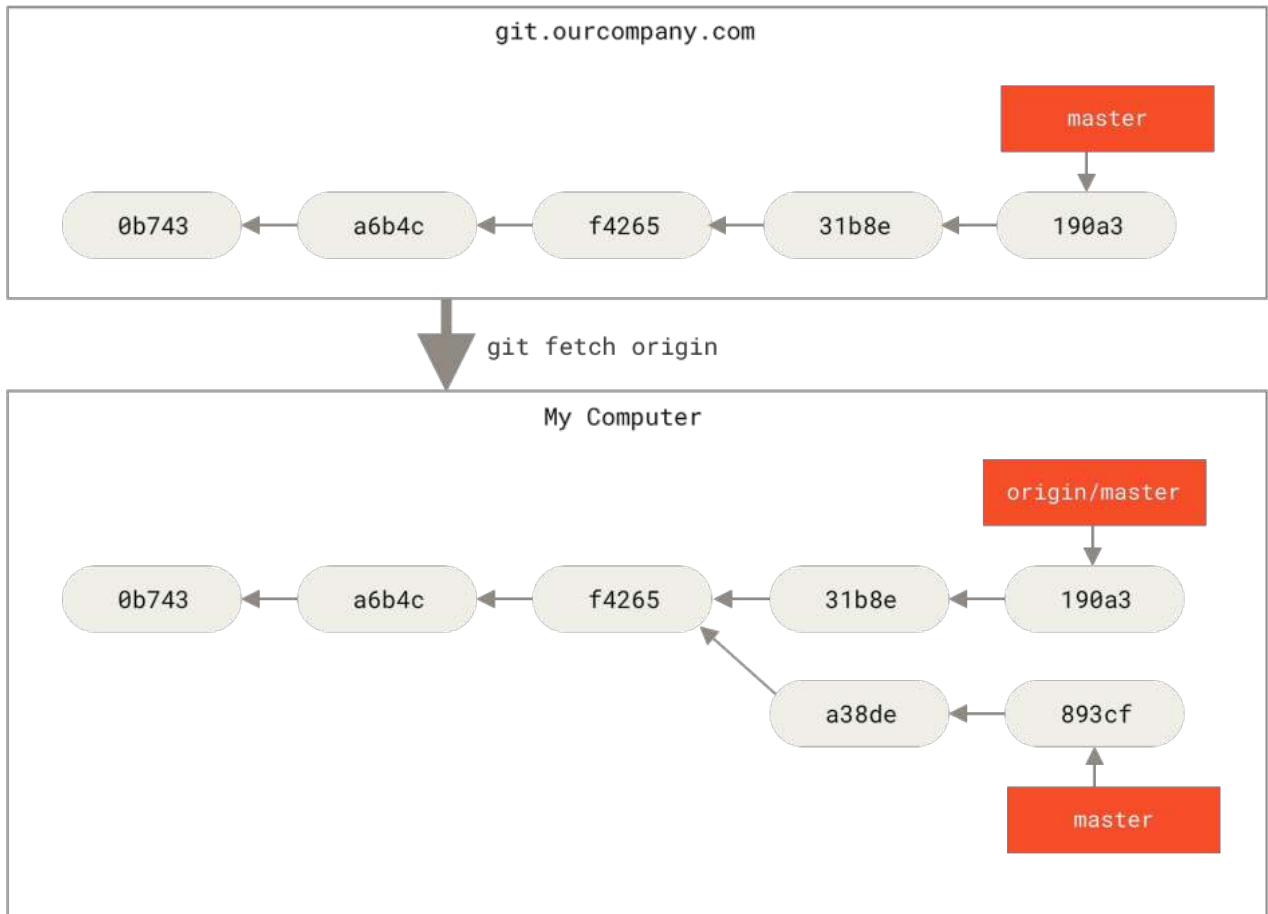 git.ourcompany.com
master
0b743 a6b4c f4265 31b8e 190a3
git fetch origin
My Computer
origin/master
0b743 a6b4c f4265 31b8e 190a3
a38de 893cf
master